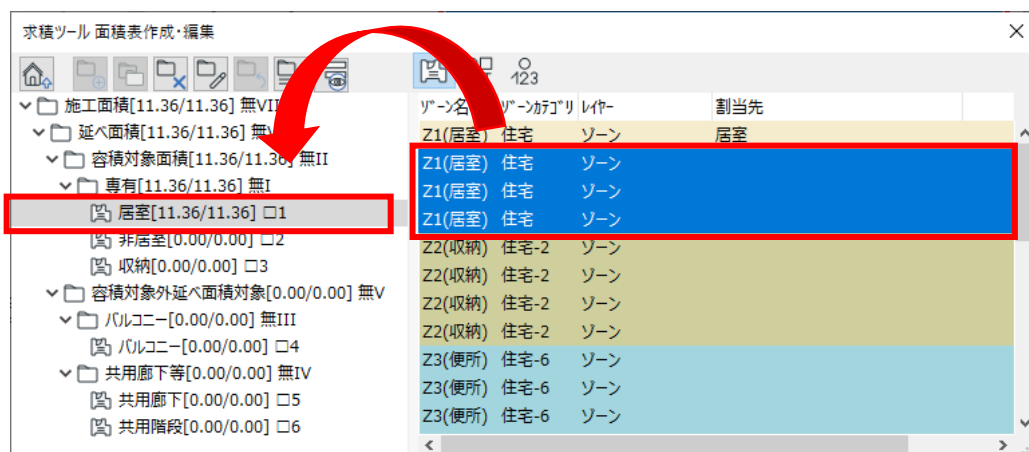 求積ツール 面積表作成・編集
123
施工面積[11.36/11.36] 無VII
延べ面積[11.36/11.36]
容積対象面積[11.36/11.36] 無II
専有[11.36/11.36] 無I
居室[11.36/11.36] □1
非居室[0.00/0.00] □2
収納[0.00/0.00] □3
容積対象外延べ面積対象[0.00/0.00] 無V
バルコニー[0.00/0.00] 無III
バルコニー[0.00/0.00] □4
共用廊下等[0.00/0.00] 無IV
共用廊下[0.00/0.00] □5
共用階段[0.00/0.00] □6
ｿﾞｰﾝ名 ｿﾞｰﾝｶﾃｺﾞﾘ ﾚｲﾔｰ 割当先
Z1(居室) 住宅 ゾーン 居室
Z1(居室) 住宅 ゾーン
Z1(居室) 住宅 ゾーン
Z1(居室) 住宅 ゾーン
Z2(収納) 住宅-2 ゾーン
Z2(収納) 住宅-2 ゾーン
Z2(収納) 住宅-2 ゾーン
Z2(収納) 住宅-2 ゾーン
Z3(便所) 住宅-6 ゾーン
Z3(便所) 住宅-6 ゾーン
Z3(便所) 住宅-6 ゾーン